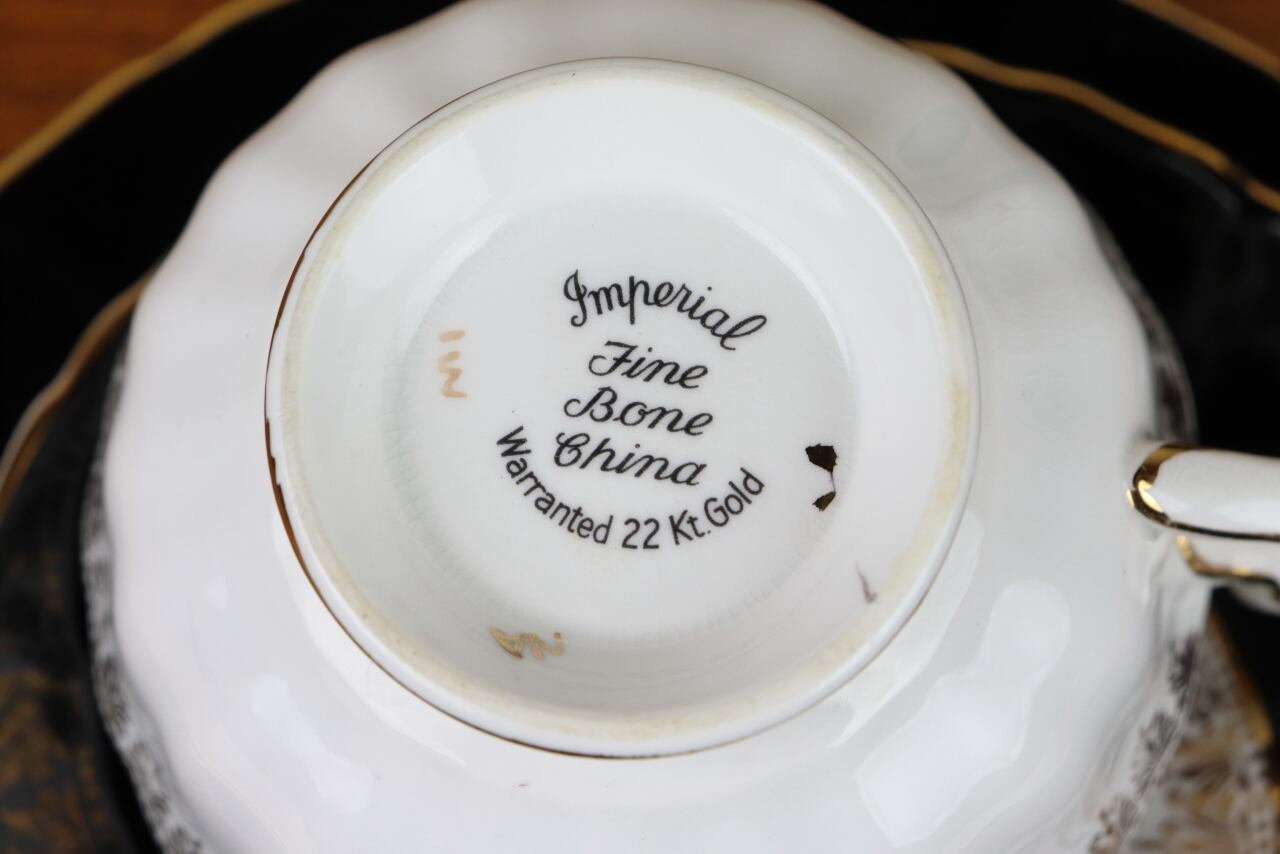 Imperial
Fine
Bone
China
Warranted 22 Kt. Gold